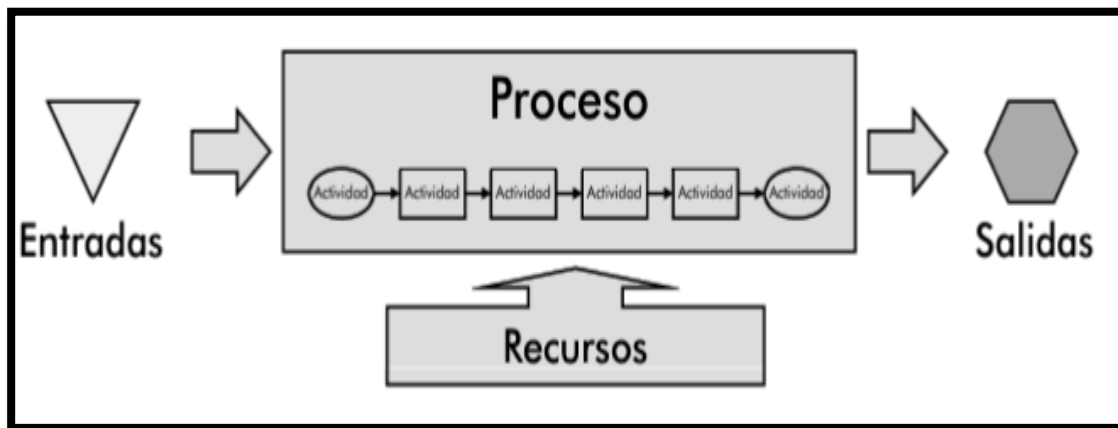 Proceso
Actividad Actividad Actividad Actividad Actividad Actividad
Entradas
Salidas
Recursos